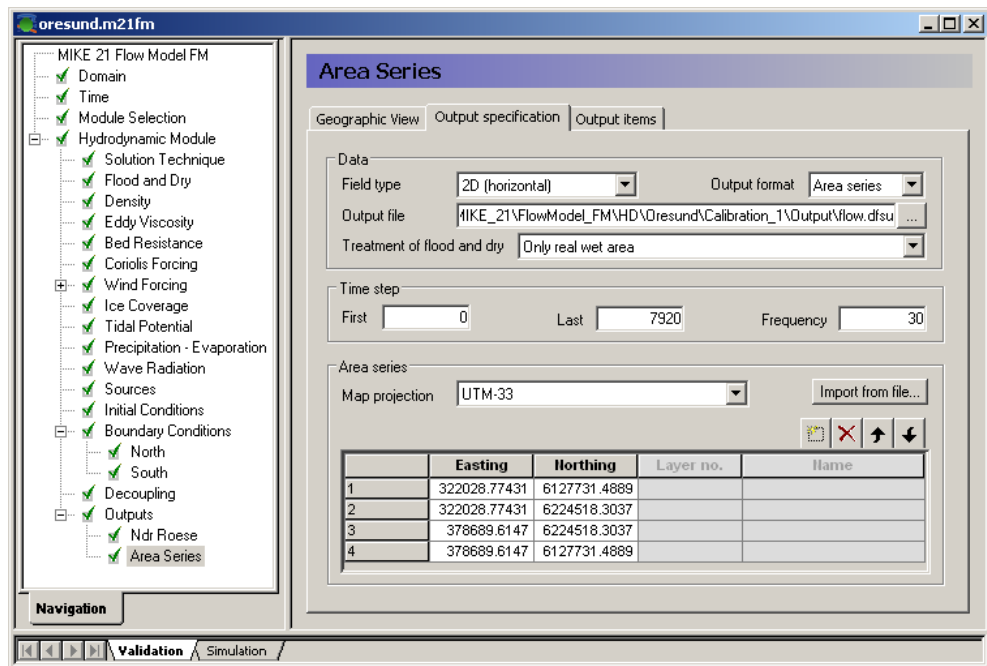 oresund.m21fm
MIKE 21 Flow Model FM
Domain
Time
Module Selection
Hydrodynamic Module
Solution Technique
Flood and Dry
Density
Eddy Viscosity
Bed Resistance
Coriolis Forcing
Wind Forcing
Ice Coverage
Tidal Potential
Precipitation - Evaporation
Wave Radiation
Sources
Initial Conditions
Boundary Conditions
North
South
Decoupling
Outputs
Ndr Roese
Area Series
Navigation
Area Series
Geographic View Output specification Output items
Data
Field type 2D (horizontal) Output format Area series
Output file MIKE_21\FlowModel_FM\HD\Oresund\Calibration_1\Output\flow.dfsu ...
Treatment of flood and dry Only real wet area
Time step
First 0 Last 7920 Frequency 30
Area series
Map projection UTM-33 Import from file...
Easting Northing Layer no. Name
1 322028.77431 6127731.4889
2 322028.77431 6224518.3037
3 378689.6147 6224518.3037
4 378689.6147 6127731.4889
Validation Simulation